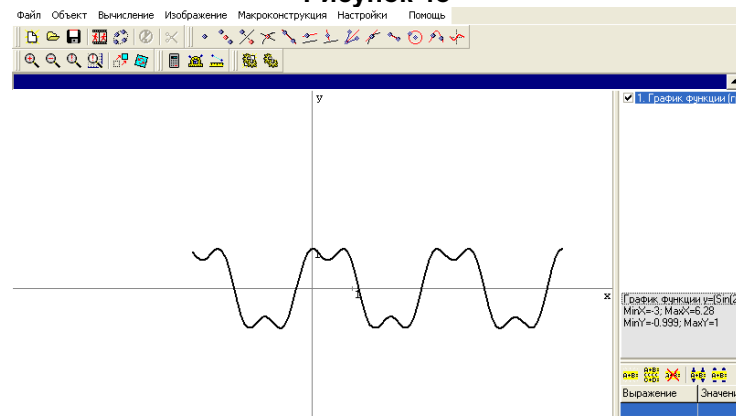 Файл Объект Вычисление Изображение Макроконструкция Настройки Помощь
y
1. График функции (г
1
1
x
График функции y=(Sin(2
MinX=-3; MaxX=6.28
MinY=-0.999; MaxY=1
Выражение Значени